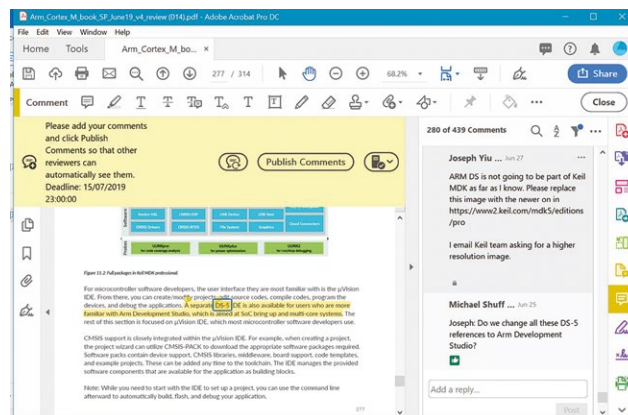 Arm_Cortex_M_book_SP_June19_v4_review (014).pdf - Adobe Acrobat Pro DC
File Edit View Window Help
Home Tools Arm_Cortex_M_bo... ×
277 / 314 68.2% Share
Comment Close
Please add your comments
and click Publish
Comments so that other
reviewers can
automatically see them.
Deadline: 15/07/2019
23:00:00
Publish Comments
Figure 11.2 Full packages in Keil MDK professional.
For microcontroller software developers, the user interface they are most familiar with is the µVision
IDE. From there, you can create/modify projects, edit source codes, compile codes, program the
devices, and debug the applications. A separate DS-5 IDE is also available for users who are more
familiar with Arm Development Studio, which is aimed at SoC bring up and multi-core systems. The
rest of this section is focused on µVision IDE, which most microcontroller software developers use.
CMSIS support is closely integrated within the µVision IDE. For example, when creating a project,
the project wizard can utilize CMSIS-PACK to download the appropriate software packages required.
Software packs contain device support, CMSIS libraries, middleware, board support, code templates,
and example projects. These can be added any time to the toolchain. The IDE manages the provided
software components that are available for the application as building blocks.
Note: While you need to start with the IDE to set up a project, you can use the command line
afterward to automatically build, flash, and debug your application.
280 of 439 Comments
Joseph Yiu ... Jun 27
ARM DS is not going to be part of Keil
MDK as far as I know. Please replace
this image with the newer on in
https://www2.keil.com/mdk5/editions
/pro
I email Keil team asking for a higher
resolution image.
Michael Shuff ... Jun 25
Joseph: Do we change all these DS-5
references to Arm Development
Studio?
Add a reply...
Post